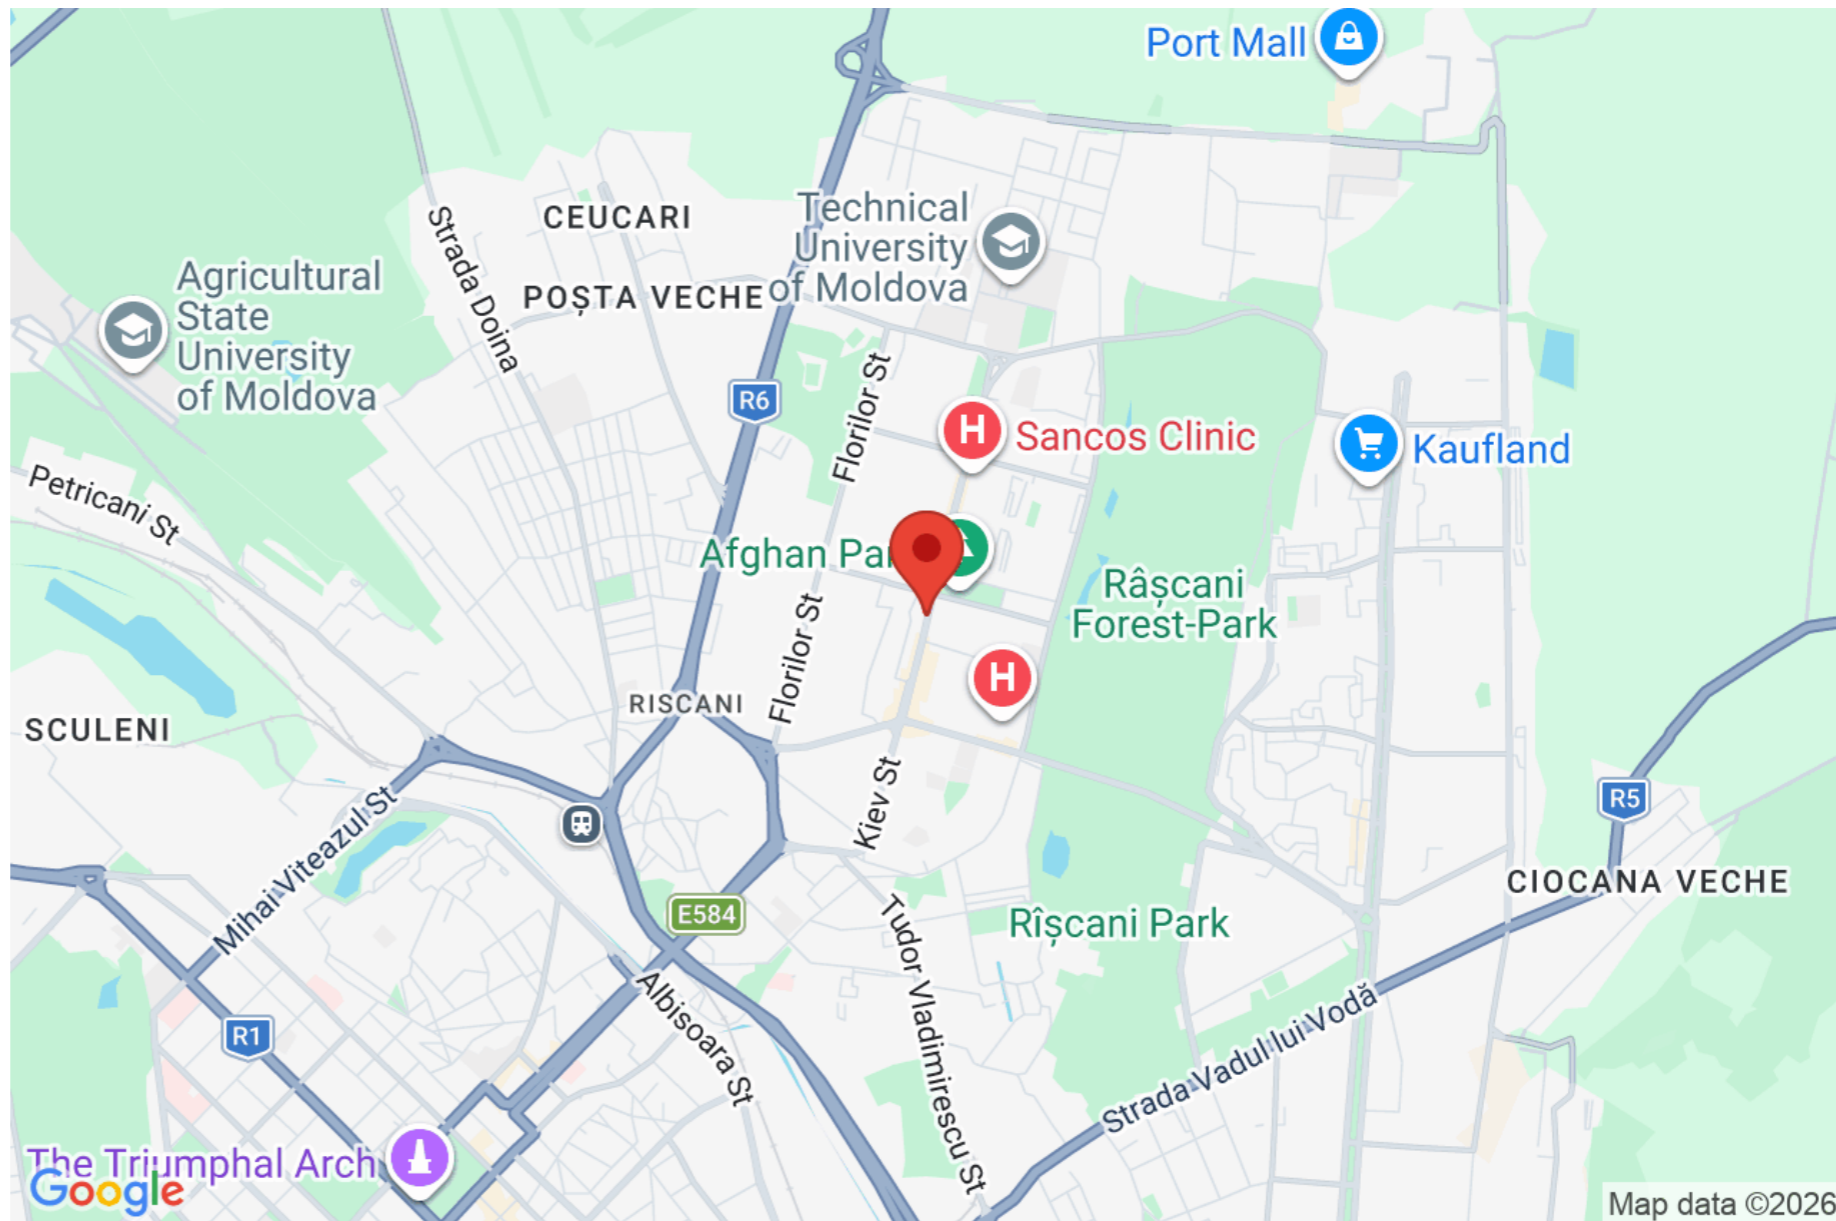 Port Mall
Technical
University
of Moldova
CEUCARI
POȘTA VECHE
Strada Doina
Agricultural
State
University
of Moldova
R6
Florilor St
H
Sancos Clinic
Kaufland
Petricani St
Afghan Par
Râșcani
Forest-Park
Florilor St
H
RISCANI
SCULENI
Kiev St
R5
Mihai Viteazul St
CIOCANA VECHE
E584
Rîșcani Park
Tudor Vladimirescu St
Albisoara St
R1
Strada Vadul lui Vodă
The Triumphal Arch
Google
Map data ©2026